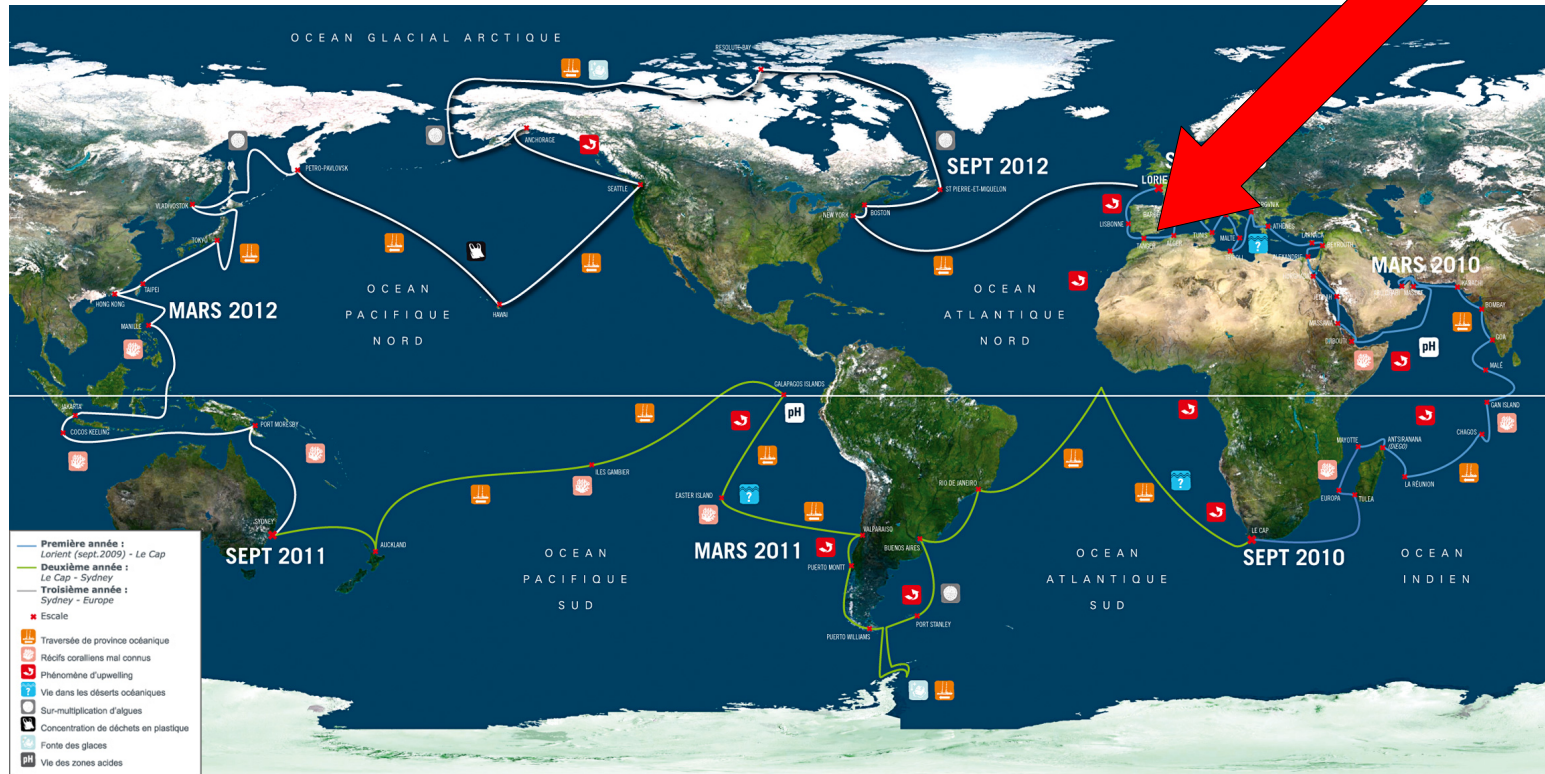 OCEAN GLACIAL ARCTIQUE
RESOLUTE-BAY
ANCHORAGE
SEPT 2012
PETRO-PAVLOVSK
SEATTLE
ST PIERRE-ET-MIQUELON
VLADIVOSTOK
NEW YORK
BOSTON
LISBONNE
TOKYO
TUNIS
MALTE
ATHÈNES
LARNACA
BEYROUTH
MARS 2010
KARACHI
TAIPEI
HONG KONG
MARS 2012
OCEAN
PACIFIQUE
NORD
HAWAI
OCEAN
ATLANTIQUE
NORD
BOMBAY
MANILLE
MASSAWA
DJIBOUTI
GOA
pH
MALÉ
GALAPAGOS ISLANDS
pH
JAKARTA
COCOS KEELING
PORT MORESBY
GAN ISLAND
CHAGOS
MAYOTTE
ANTSIRANANA
(DIEGO)
ILES GAMBIER
EASTER ISLAND
RIO DE JANEIRO
LA RÉUNION
EUROPA
TULEA
SYDNEY
SEPT 2011
AUCKLAND
VALPARAISO
MARS 2011
BUENOS AIRES
LE CAP
SEPT 2010
OCEAN
PACIFIQUE
SUD
PUERTO MONTT
OCEAN
ATLANTIQUE
SUD
OCEAN
INDIEN
PUERTO WILLIAMS
PORT STANLEY
Première année :
Lorient (sept.2009) - Le Cap
Deuxième année :
Le Cap - Sydney
Troisième année :
Sydney - Europe
Escale
Traversée de province océanique
Récifs coralliens mal connus
Phénomène d'upwelling
? Vie dans les déserts océaniques
Sur-multiplication d'algues
Concentration de déchets en plastique
Fonte des glaces
pH Vie des zones acides